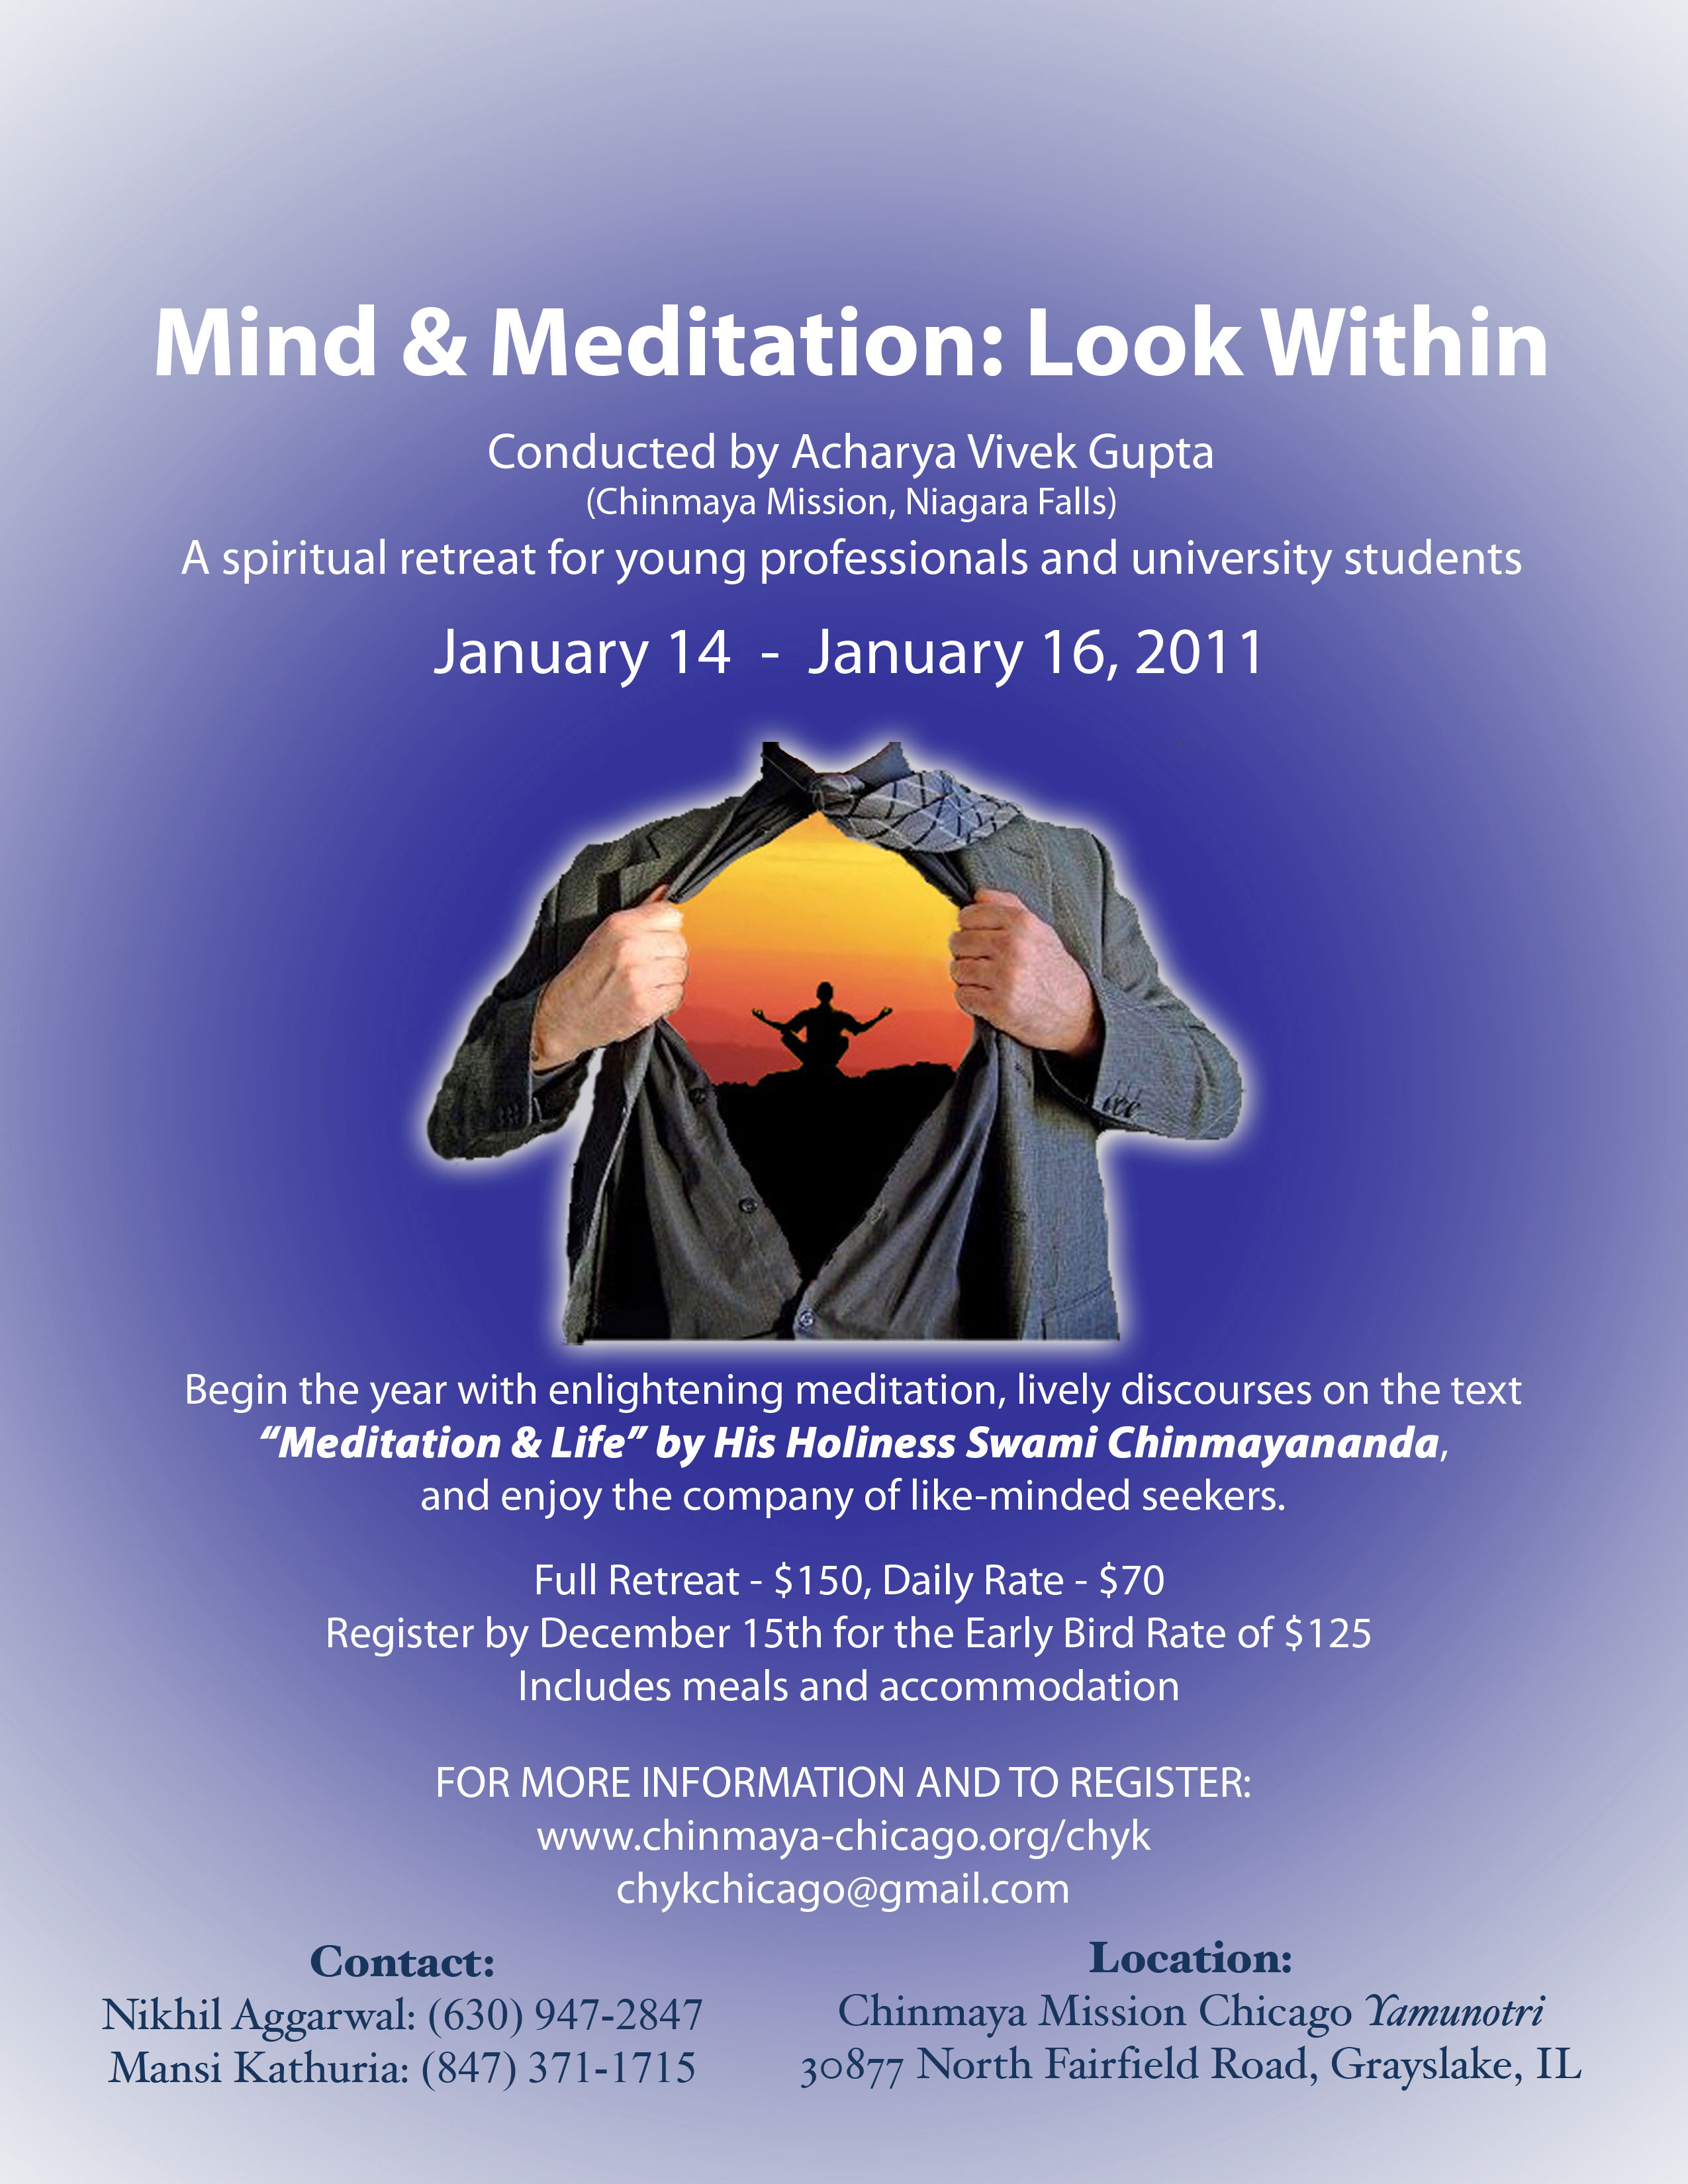 Mind & Meditation: Look Within
Conducted by Acharya Vivek Gupta
(Chinmaya Mission, Niagara Falls)
A spiritual retreat for young professionals and university students
January 14 - January 16, 2011
Begin the year with enlightening meditation, lively discourses on the text
“Meditation & Life” by His Holiness Swami Chinmayananda,
and enjoy the company of like-minded seekers.
Full Retreat - $150, Daily Rate - $70
Register by December 15th for the Early Bird Rate of $125
Includes meals and accommodation
FOR MORE INFORMATION AND TO REGISTER:
www.chinmaya-chicago.org/chyk
chykchicago@gmail.com
Contact:
Nikhil Aggarwal: (630) 947-2847
Mansi Kathuria: (847) 371-1715
Location:
Chinmaya Mission Chicago Yamunotri
30877 North Fairfield Road, Grayslake, IL